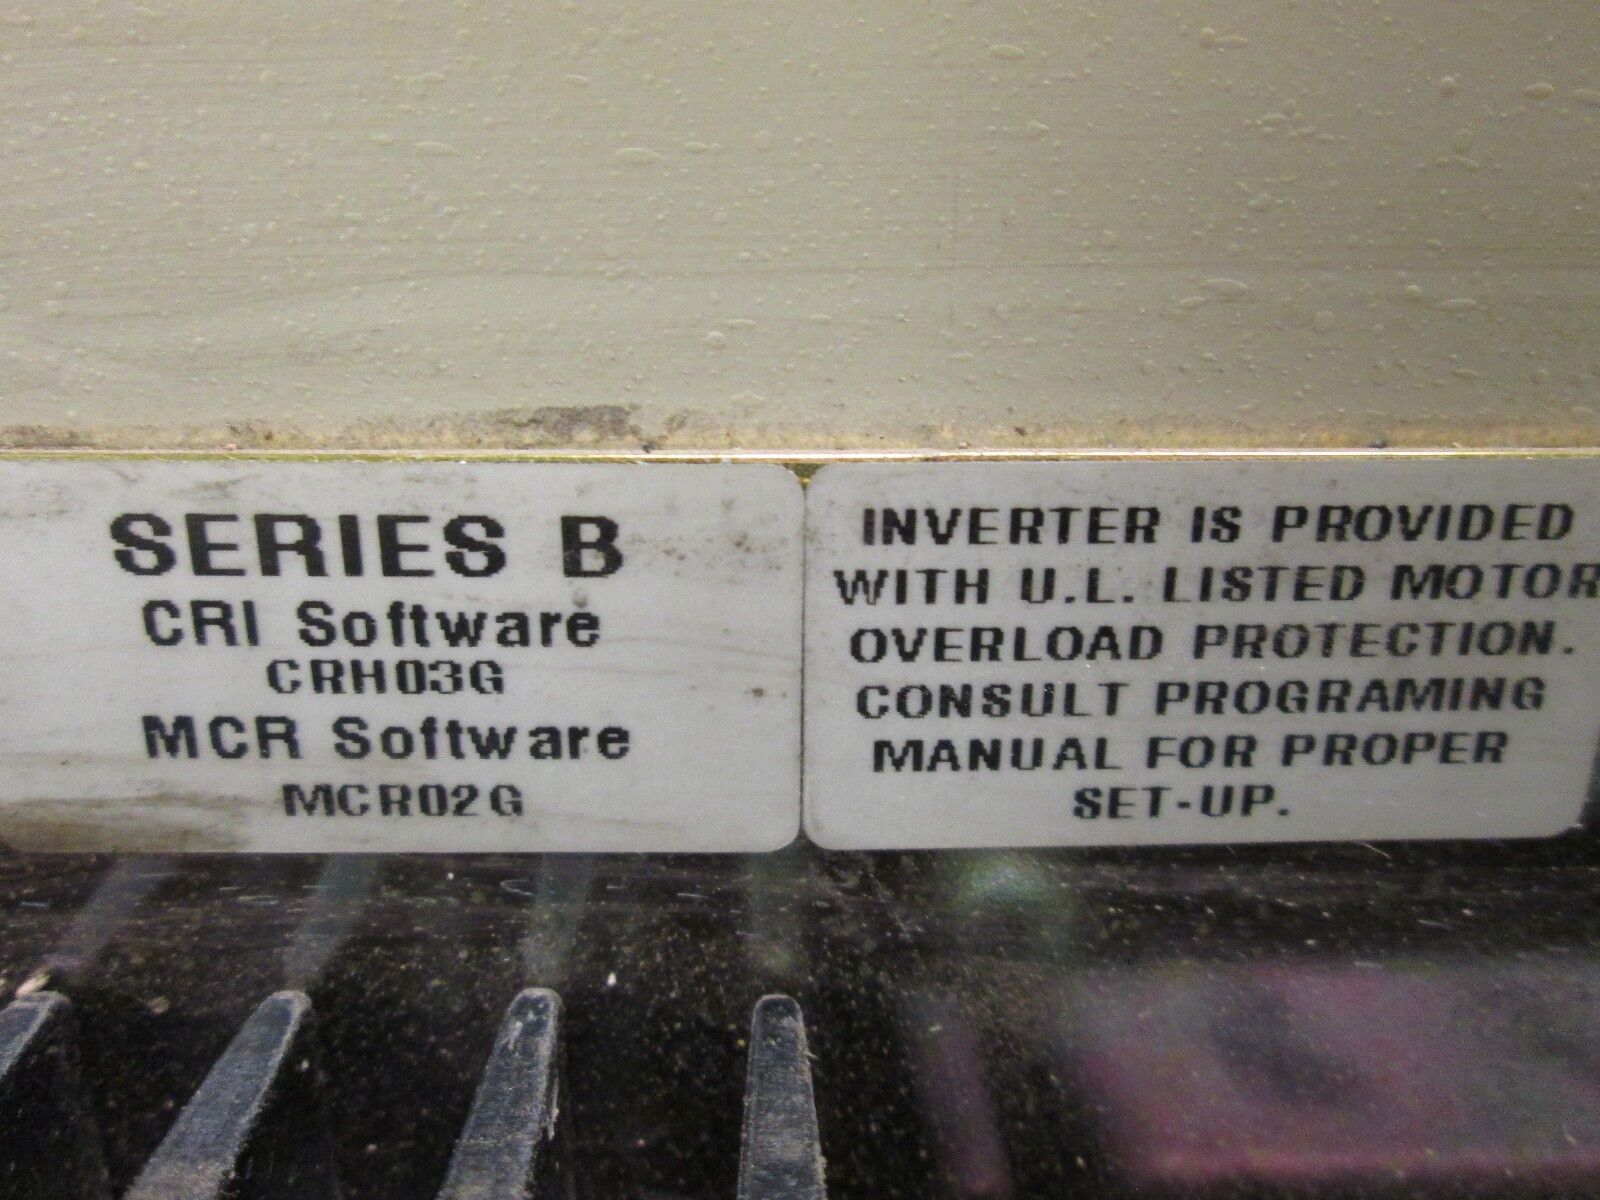 SERIES B
CRI Software
CRH03G
MCR Software
MCR02G
INVERTER IS PROVIDED
WITH U.L. LISTED MOTOR
OVERLOAD PROTECTION.
CONSULT PROGRAMING
MANUAL FOR PROPER
SET-UP.